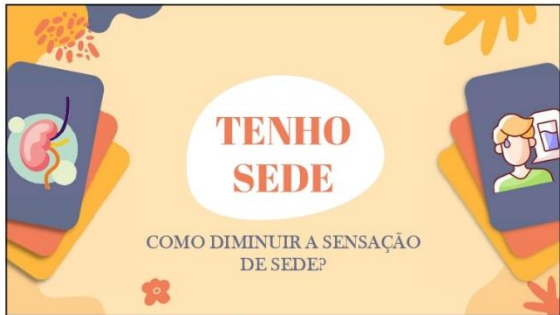 TENHO
SEDE
COMO DIMINUIR A SENSAÇÃO
DE SEDE?